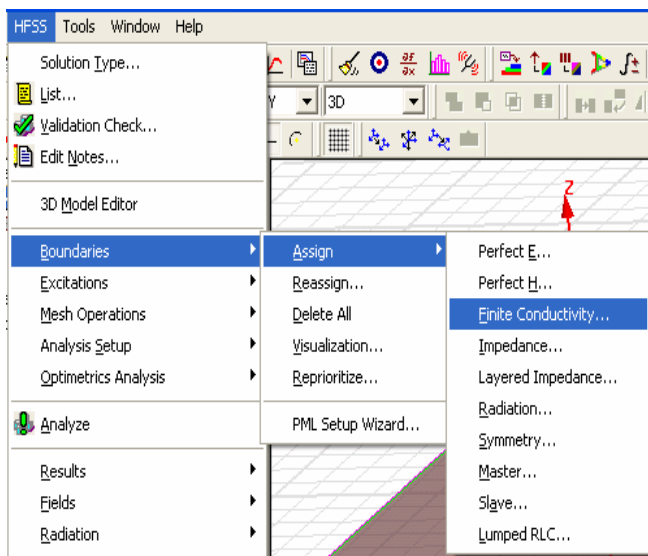 HFSS Tools Window Help
Solution Type...
List...
Validation Check...
Edit Notes...
3D Model Editor
Boundaries
Excitations
Mesh Operations
Analysis Setup
Optimetrics Analysis
Analyze
Results
Fields
Radiation
Assign
Reassign...
Delete All
Visualization...
Reprioritize...
PML Setup Wizard...
Perfect E...
Perfect H...
Finite Conductivity...
Impedance...
Layered Impedance...
Radiation...
Symmetry...
Master...
Slave...
Lumped RLC...
3D
Z